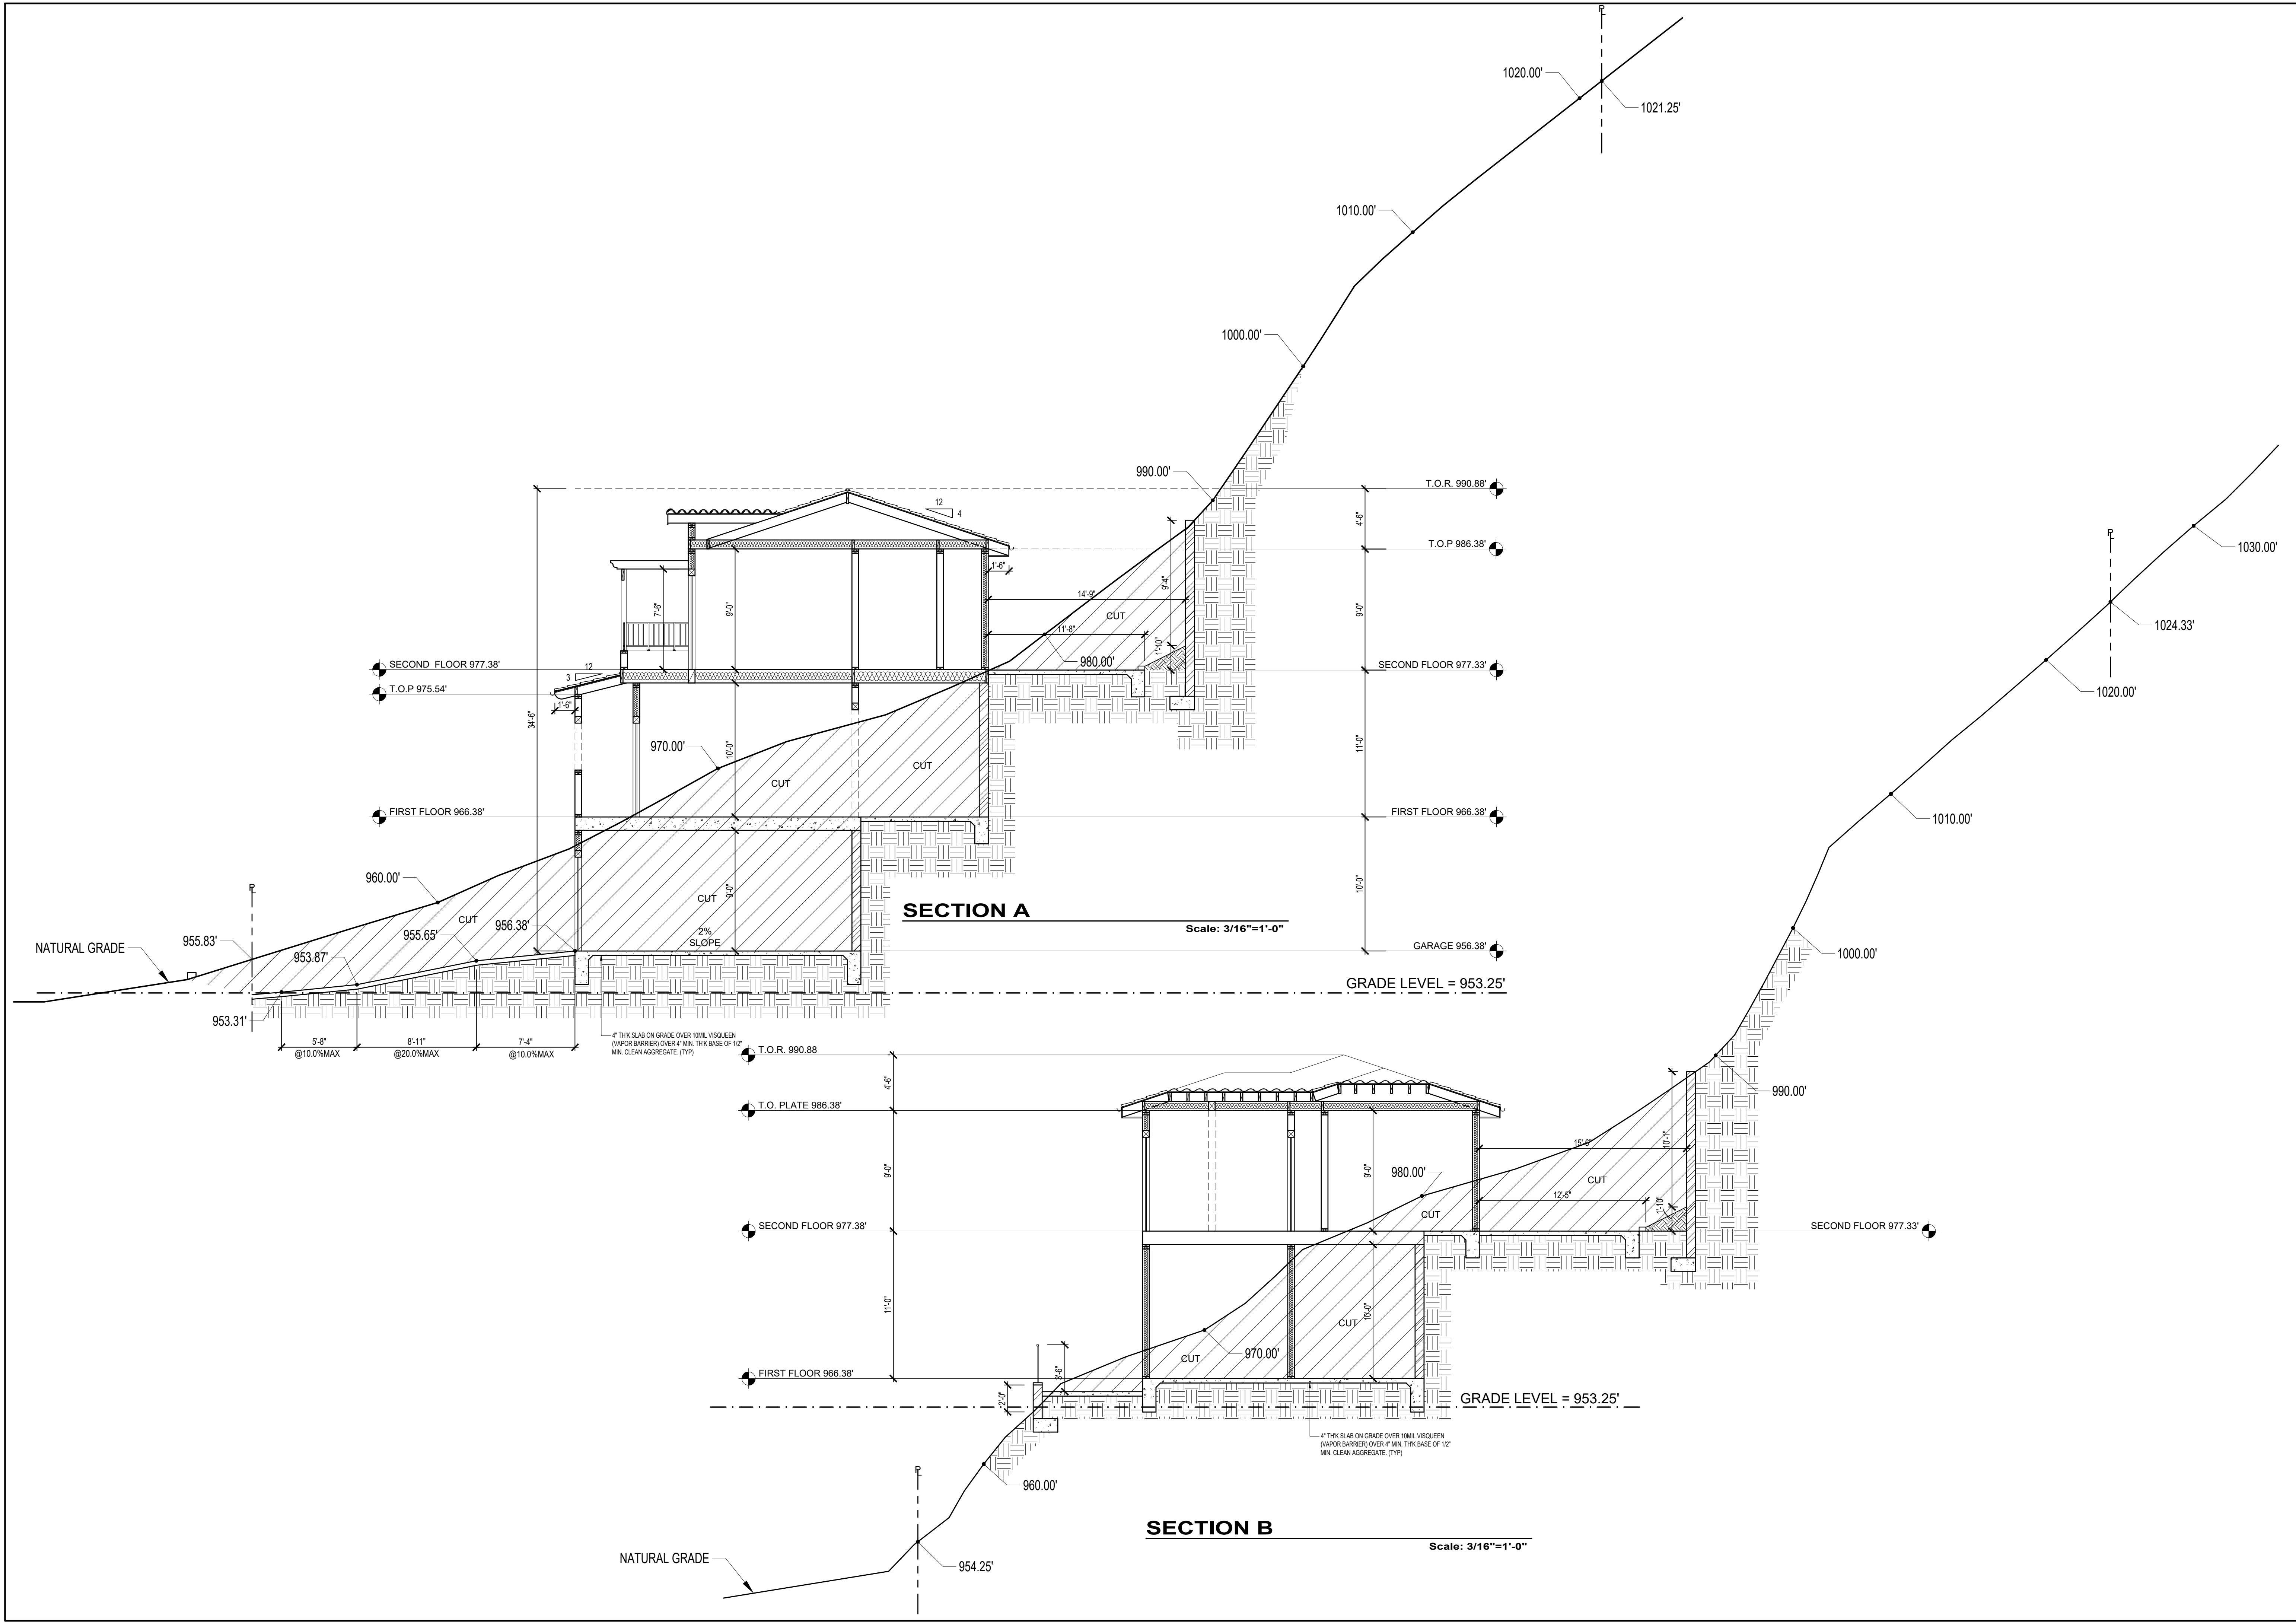 PL
1020.00'
1021.25'
1010.00'
1000.00'
990.00'
T.O.R. 990.88'
12
4
4'-6"
T.O.P 986.38'
1'-6"
9'-4"
14'-9"
CUT
7'-6"
9'-0"
9'-0"
11'-8"
1'-10"
980.00'
SECOND FLOOR 977.38'
12
3
SECOND FLOOR 977.33'
T.O.P 975.54'
1'-6"
34'-6"
970.00'
10'-0"
11'-0"
CUT
CUT
FIRST FLOOR 966.38'
FIRST FLOOR 966.38'
960.00'
PL
CUT
9'-0"
10'-0"
CUT
956.38'
955.65'
2%
SLOPE
SECTION A
Scale: 3/16"=1'-0"
NATURAL GRADE
955.83'
953.87'
GARAGE 956.38'
GRADE LEVEL = 953.25'
953.31'
5'-8"
@10.0%MAX
8'-11"
@20.0%MAX
7'-4"
@10.0%MAX
4" TH'K SLAB ON GRADE OVER 10MIL VISQUEEN
(VAPOR BARRIER) OVER 4" MIN. TH'K BASE OF 1/2"
MIN. CLEAN AGGREGATE. (TYP)
PL
1030.00'
1024.33'
1020.00'
1010.00'
1000.00'
990.00'
T.O.R. 990.88
4'-6"
T.O. PLATE 986.38'
9'-0"
9'-0"
980.00'
15'-6"
10'-1"
CUT
12'-5"
1'-10"
CUT
SECOND FLOOR 977.38'
SECOND FLOOR 977.33'
11'-0"
10'-0"
CUT
970.00'
CUT
FIRST FLOOR 966.38'
3'-6"
2'-0"
GRADE LEVEL = 953.25'
4" TH'K SLAB ON GRADE OVER 10MIL VISQUEEN
(VAPOR BARRIER) OVER 4" MIN. TH'K BASE OF 1/2"
MIN. CLEAN AGGREGATE. (TYP)
PL
960.00'
SECTION B
Scale: 3/16"=1'-0"
NATURAL GRADE
954.25'